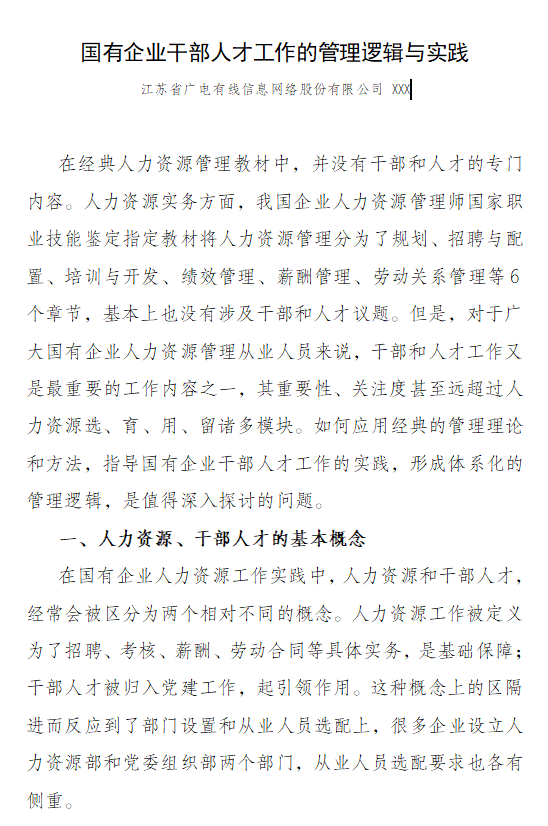 国有企业干部人才工作的管理逻辑与实践
江苏省广电有线信息网络股份有限公司 XXX
在经典人力资源管理教材中，并没有干部和人才的专门
内容。人力资源实务方面，我国企业人力资源管理师国家职
业技能鉴定指定教材将人力资源管理分为了规划、招聘与配
置、培训与开发、绩效管理、薪酬管理、劳动关系管理等 6
个章节，基本上也没有涉及干部和人才议题。但是，对于广
大国有企业人力资源管理从业人员来说，干部和人才工作又
是最重要的工作内容之一，其重要性、关注度甚至远超过人
力资源选、育、用、留诸多模块。如何应用经典的管理理论
和方法，指导国有企业干部人才工作的实践，形成体系化的
管理逻辑，是值得深入探讨的问题。
一、人力资源、干部人才的基本概念
在国有企业人力资源工作实践中，人力资源和干部人才，
经常会被区分为两个相对不同的概念。人力资源工作被定义
为了招聘、考核、薪酬、劳动合同等具体实务，是基础保障；
干部人才被归入党建工作，起引领作用。这种概念上的区隔
进而反应到了部门设置和从业人员选配上，很多企业设立人
力资源部和党委组织部两个部门，从业人员选配要求也各有
侧重。